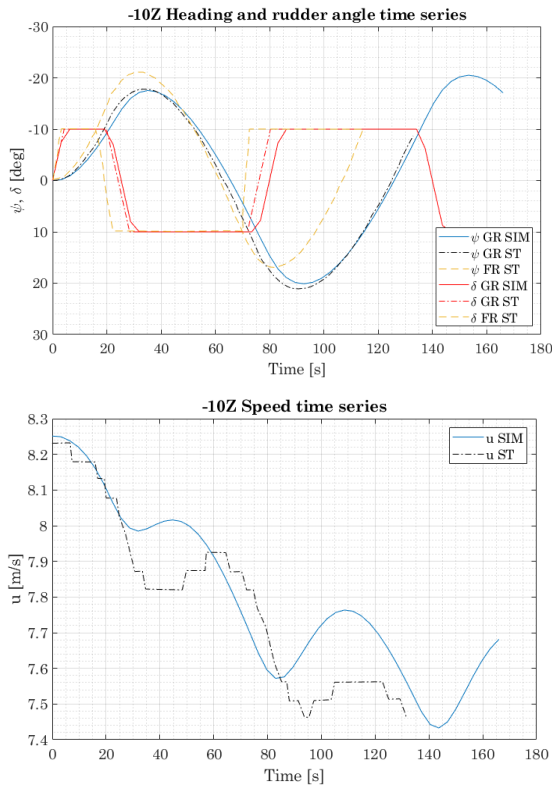 -10Z Heading and rudder angle time series
-30
-20
-10
0
10
20
30
ψ, δ [deg]
ψ GR SIM
ψ GR ST
ψ FR ST
δ GR SIM
δ GR ST
δ FR ST
0 20 40 60 80 100 120 140 160 180
Time [s]
-10Z Speed time series
8.3
8.2
8.1
8
7.9
7.8
7.7
7.6
7.5
7.4
u [m/s]
u SIM
u ST
0 20 40 60 80 100 120 140 160 180
Time [s]